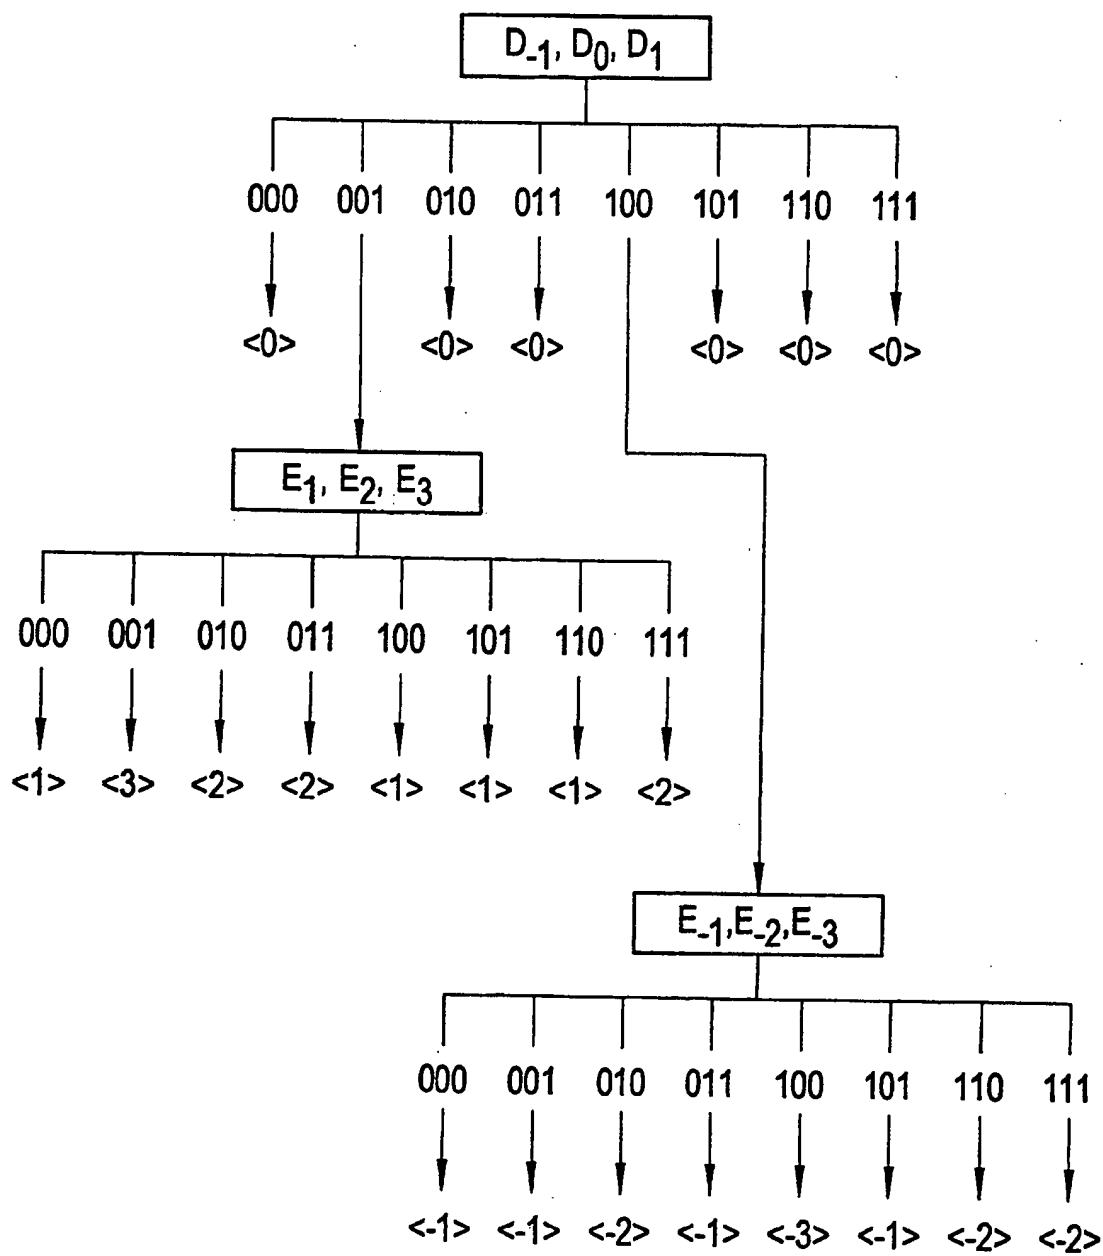 D-1, D0, D1
000 001 010 011 100 101 110 111
<0> <0> <0> <0> <0> <0>
E1, E2, E3
000 001 010 011 100 101 110 111
<1> <3> <2> <2> <1> <1> <1> <2>
E-1,E-2,E-3
000 001 010 011 100 101 110 111
<-1> <-1> <-2> <-1> <-3> <-1> <-2> <-2>